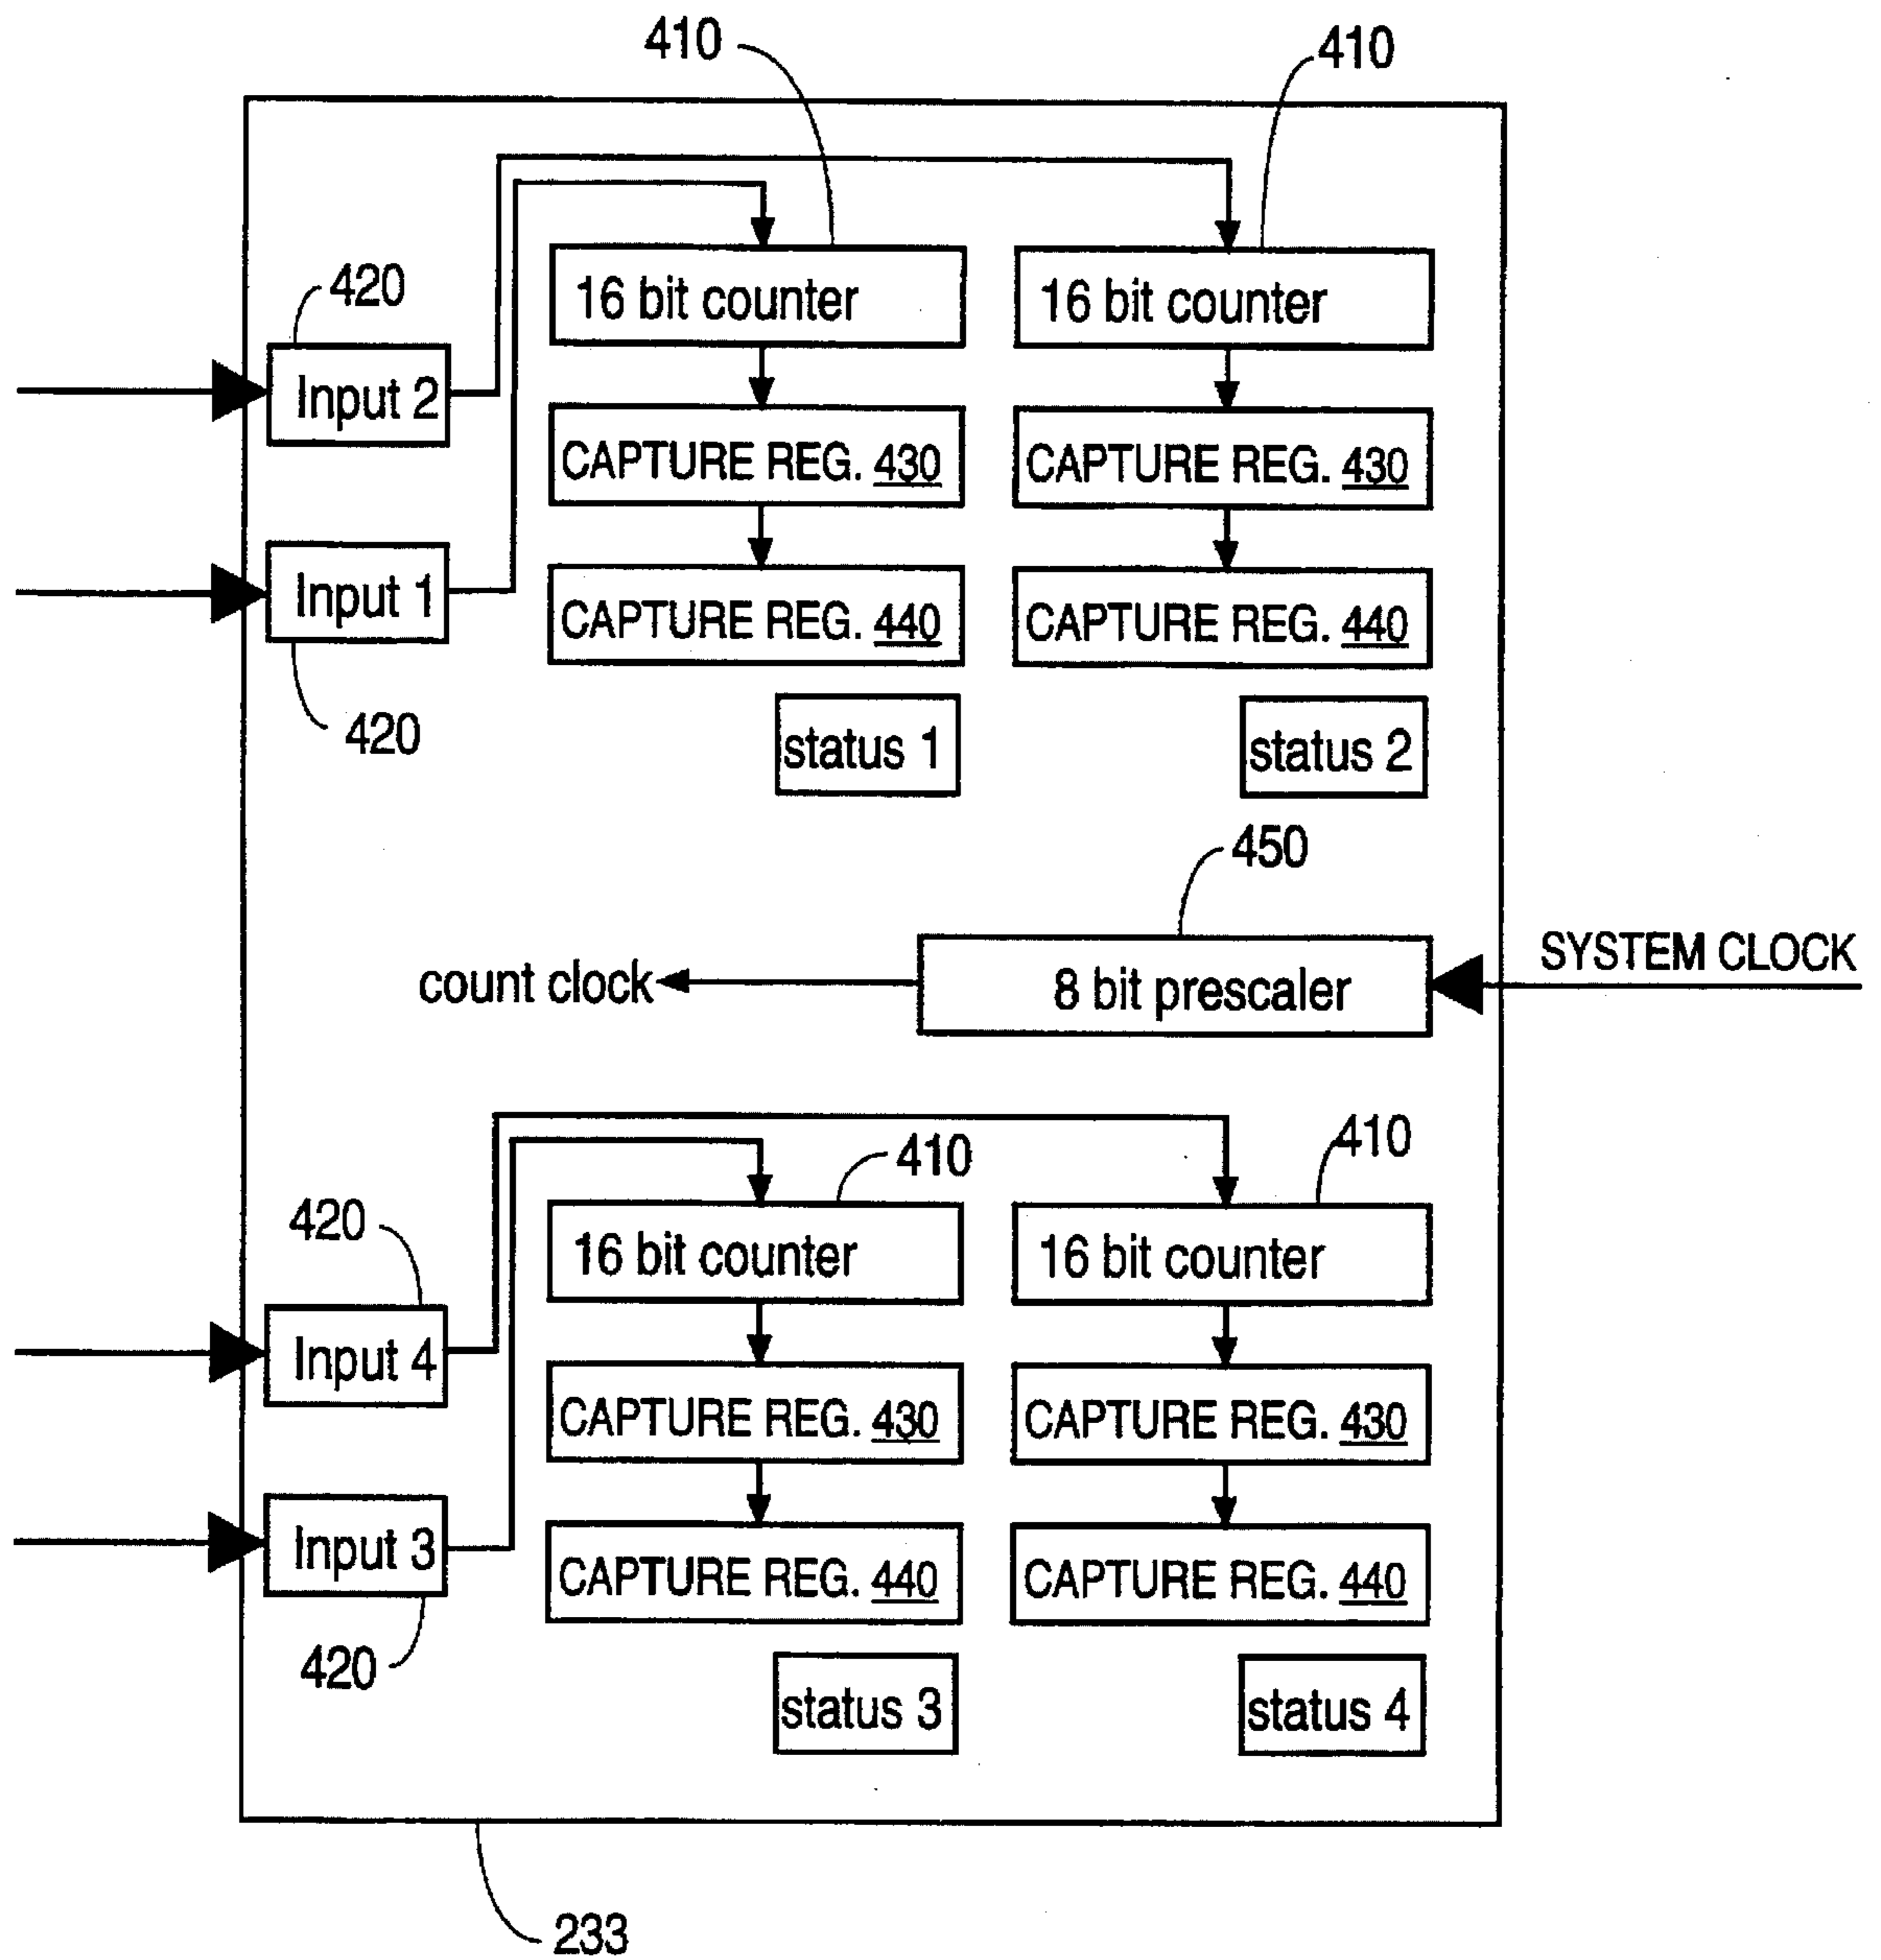 410
410
16 bit counter
16 bit counter
420
Input 2
CAPTURE REG. 430
CAPTURE REG. 430
Input 1
CAPTURE REG. 440
CAPTURE REG. 440
420
status 1
status 2
450
SYSTEM CLOCK
count clock
8 bit prescaler
410
410
420
16 bit counter
16 bit counter
Input 4
CAPTURE REG. 430
CAPTURE REG. 430
Input 3
CAPTURE REG. 440
CAPTURE REG. 440
420
status 3
status 4
233